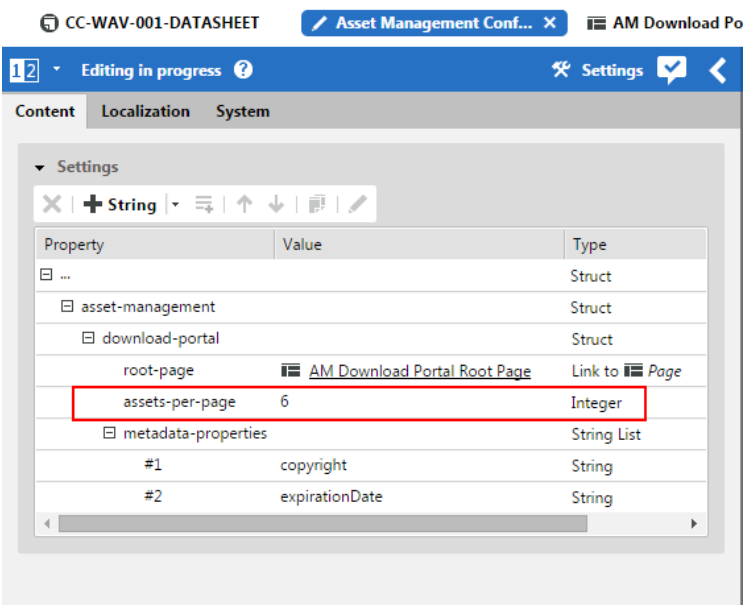 CC-WAV-001-DATASHEET Asset Management Conf... × AM Download Po
12 Editing in progress ? Settings
Content Localization System
Settings
String
Property Value Type
... Struct
asset-management Struct
download-portal Struct
root-page AM Download Portal Root Page Link to Page
assets-per-page 6 Integer
metadata-properties String List
#1 copyright String
#2 expirationDate String